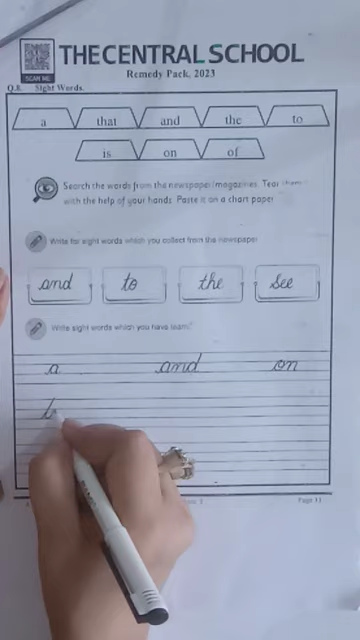 SCAN ME
THE CENTRAL SCHOOL
Remedy Pack, 2023
Q.8. Sight Words.
a that and the to
is on of
Search the words from the newspaper/magazines. Tear them
with the help of your hands. Paste it on a chart paper
Write for sight words which you collect from the newspaper
and to the see
Write sight words which you have learn
a and on
Page 11